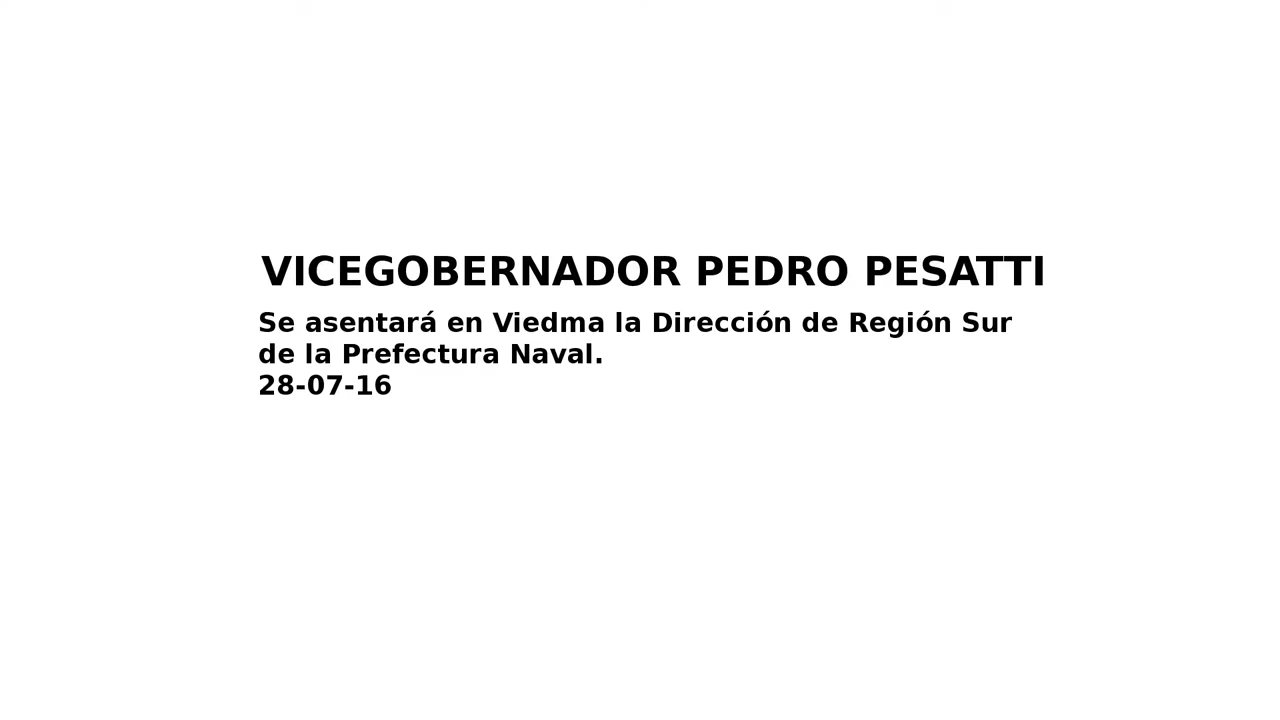 VICEGOBERNADOR PEDRO PESATTI
Se asentará en Viedma la Dirección de Región Sur
de la Prefectura Naval.
28-07-16